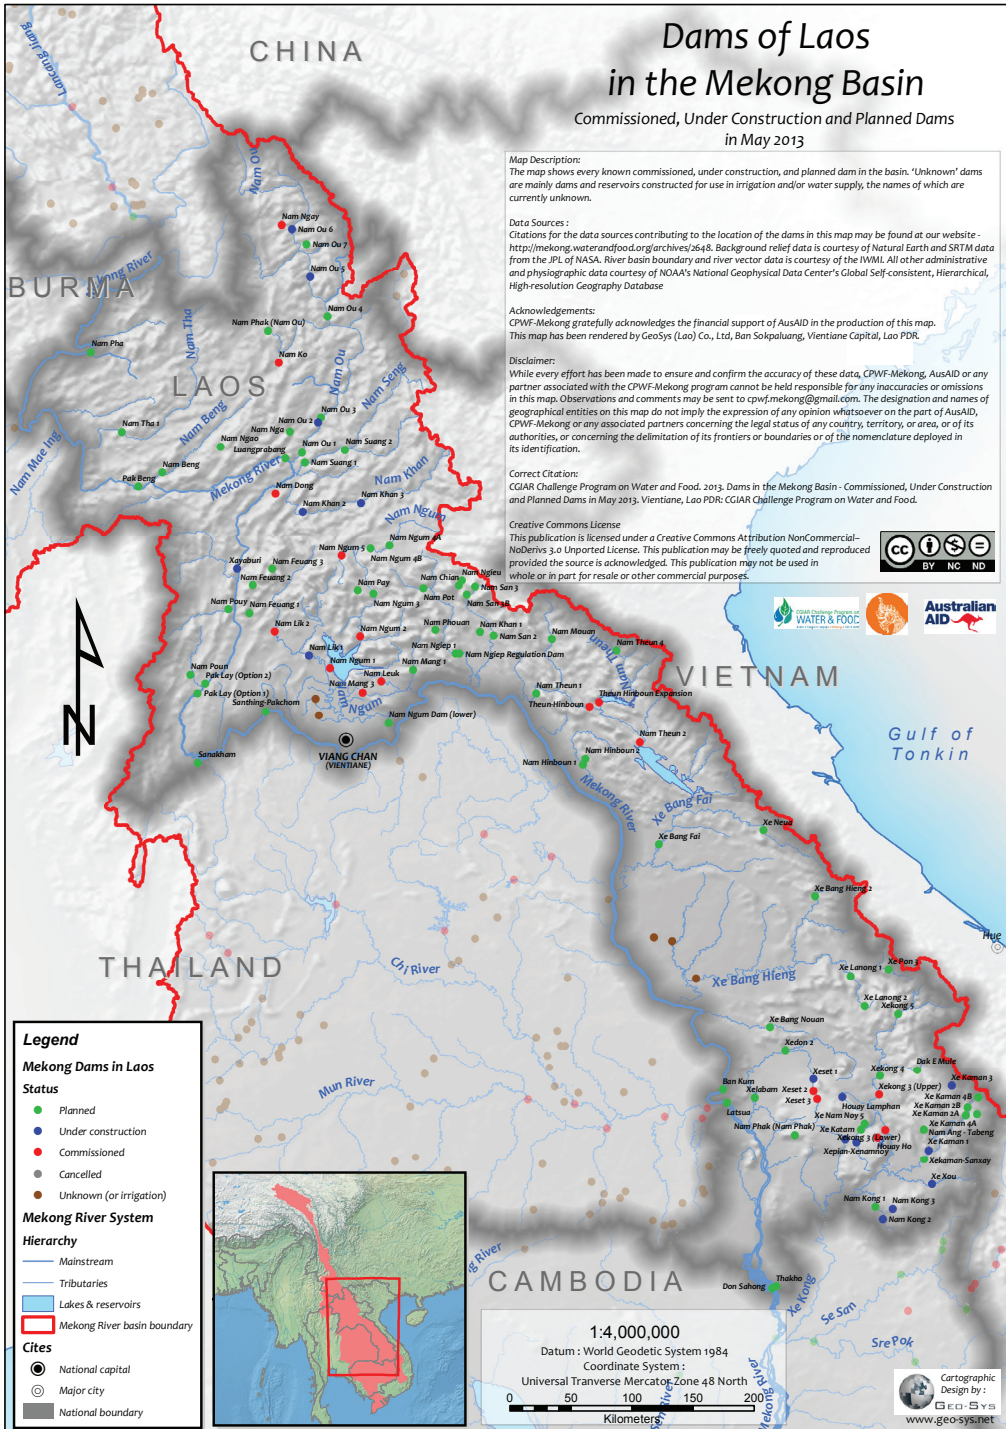 Dams of Laos
in the Mekong Basin
Commissioned, Under Construction and Planned Dams
in May 2013
Map Description:
The map shows every known commissioned, under construction, and planned dam in the basin. 'Unknown' dams
are mainly dams and reservoirs constructed for use in irrigation and/or water supply, the names of which are
currently unknown.
Data Sources :
Citations for the data sources contributing to the location of the dams in this map may be found at our website -
http://mekong.waterandfood.org/archives/2648. Background relief data is courtesy of Natural Earth and SRTM data
from the JPL of NASA. River basin boundary and river vector data is courtesy of the IWMI. All other administrative
and physiographic data courtesy of NOAA's National Geophysical Data Center's Global Self-consistent, Hierarchical,
High-resolution Geography Database
Acknowledgements:
CPWF-Mekong gratefully acknowledges the financial support of AusAID in the production of this map.
This map has been rendered by GeoSys (Lao) Co., Ltd, Ban Sokpaluang, Vientiane Capital, Lao PDR.
Disclaimer:
While every effort has been made to ensure and confirm the accuracy of these data, CPWF-Mekong, AusAID or any
partner associated with the CPWF-Mekong program cannot be held responsible for any inaccuracies or omissions
in this map. Observations and comments may be sent to cpwf.mekong@gmail.com. The designation and names of
geographical entities on this map do not imply the expression of any opinion whatsoever on the part of AusAID,
CPWF-Mekong or any associated partners concerning the legal status of any country, territory, or area, or of its
authorities, or concerning the delimitation of its frontiers or boundaries or of the nomenclature deployed in
its identification.
Correct Citation:
CGIAR Challenge Program on Water and Food. 2013. Dams in the Mekong Basin - Commissioned, Under Construction
and Planned Dams in May 2013. Vientiane, Lao PDR: CGIAR Challenge Program on Water and Food.
Creative Commons License
This publication is licensed under a Creative Commons Attribution NonCommercial–
NoDerivs 3.0 Unported License. This publication may be freely quoted and reproduced
provided the source is acknowledged. This publication may not be used in
whole or in part for resale or other commercial purposes.
cc
BY NC ND
CGIAR Challenge Program on
WATER & FOOD
Australian
AID
CHINA
Lancang Jiang
Nam Ou
Nam Ngay
Nam Ou 6
Nam Ou 7
Nam Ou 5
BURMA
Mekong River
Nam Ou 4
Nam Phak (Nam Ou)
Nam Tha
Nam Pha
Nam Ko
Nam Ou
LAOS
Nam Seng
Nam Beng
Nam Ou 3
Nam Ou 2
Nam Tha 1
Nam Nga
Nam Mae Ing
Nam Ngao
Luangprabang
Nam Ou 1
Nam Suang 2
Nam Suang 1
Nam Beng
Mekong River
Nam Khan
Pak Beng
Nam Dong
Nam Khan 3
Nam Khan 2
Nam Ngum
Nam Ngum 4A
Nam Ngum 5
Nam Ngum 4B
Xayaburi
Nam Feuang 3
Nam Feuang 2
Nam Pay
Nam Chian
Nam Ngieu
Nam San 3
Nam Pouy
Nam Feuang 1
Nam Ngum 3
Nam Pot
Nam San 3B
Nam Lik 2
Nam Ngum 2
Nam Phouan
Nam Khan 1
Nam San 2
Nam Mouan
Nam Theun 4
Nam Lik 1
Nam Ngiep 1
Nam Ngiep Regulation Dam
Nam Ngum 1
Nam Mang 1
Nam Theun
VIETNAM
Nam Poun
Pak Lay (Option 2)
Nam Leuk
Pak Lay (Option 1)
Nam Mang 3
Nam Theun 1
Theun Hinboun Expansion
Theun-Hinboun
Santhing-Pakchom
Nam Ngum
Nam Ngum Dam (lower)
Nam Theun 2
Gulf of
Tonkin
N
Sanakham
VIANG CHAN
(VIENTIANE)
Nam Hinboun 2
Nam Hinboun 1
Mekong River
Xe Bang Fai
Xe Neua
Xe Bang Fai
Xe Bang Hieng 2
Hue
THAILAND
Chi River
Xe Pon 3
Xe Lanong 1
Xe Bang Hieng
Xe Lanong 2
Xekong 5
Xe Bang Nouan
Xedon 2
Mun River
Dak E Mule
Xeset 1
Xekong 4
Xe Kaman 3
Ban Kum
Xelabam
Xeset 2
Xekong 3 (Upper)
Xe Kaman 4B
Xeset 3
Houay Lamphan
Xe Kaman 2B
Latsua
Xe Kaman 2A
Xe Nam Noy 5
Xe Kaman 4A
Nam Phak (Nam Phak)
Xe Katam
Nam Ang - Tabeng
Xekong 3 (Lower)
Xe Kaman 1
Houay Ho
Xepian-Xenamnoy
Xekaman-Sanxay
Xe Xou
Nam Kong 1
Nam Kong 3
Nam Kong 2
CAMBODIA
Don Sahong
Thakho
Xe Kong
Se San
Sre Pok
Mekong River
Legend
Mekong Dams in Laos
Status
Planned
Under construction
Commissioned
Cancelled
Unknown (or irrigation)
Mekong River System
Hierarchy
Mainstream
Tributaries
Lakes & reservoirs
Mekong River basin boundary
Cites
National capital
Major city
National boundary
1:4,000,000
Datum : World Geodetic System 1984
Coordinate System :
Universal Tranverse Mercator Zone 48 North
0 50 100 150 200
Kilometers
Cartographic
Design by :
GEO-SYS
www.geo-sys.net